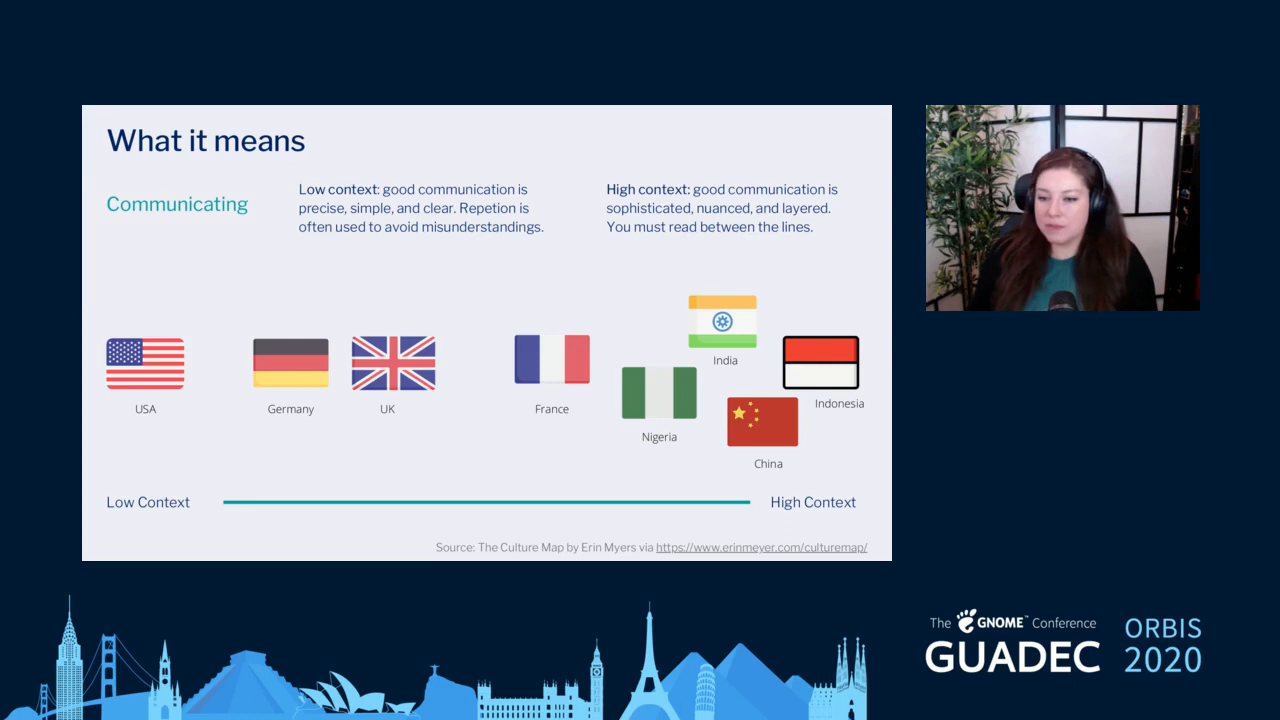 What it means
Communicating
Low context: good communication is
precise, simple, and clear. Repetion is
often used to avoid misunderstandings.
High context: good communication is
sophisticated, nuanced, and layered.
You must read between the lines.
USA
Germany
UK
France
India
Nigeria
China
Indonesia
Low Context
High Context
Source: The Culture Map by Erin Myers via https://www.erinmeyer.com/culturemap/
The GNOME™ Conference
GUADEC
ORBIS
2020